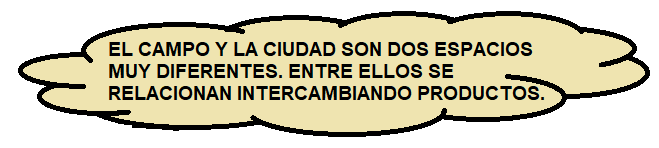 EL CAMPO Y LA CIUDAD SON DOS ESPACIOS
MUY DIFERENTES. ENTRE ELLOS SE
RELACIONAN INTERCAMBIANDO PRODUCTOS.